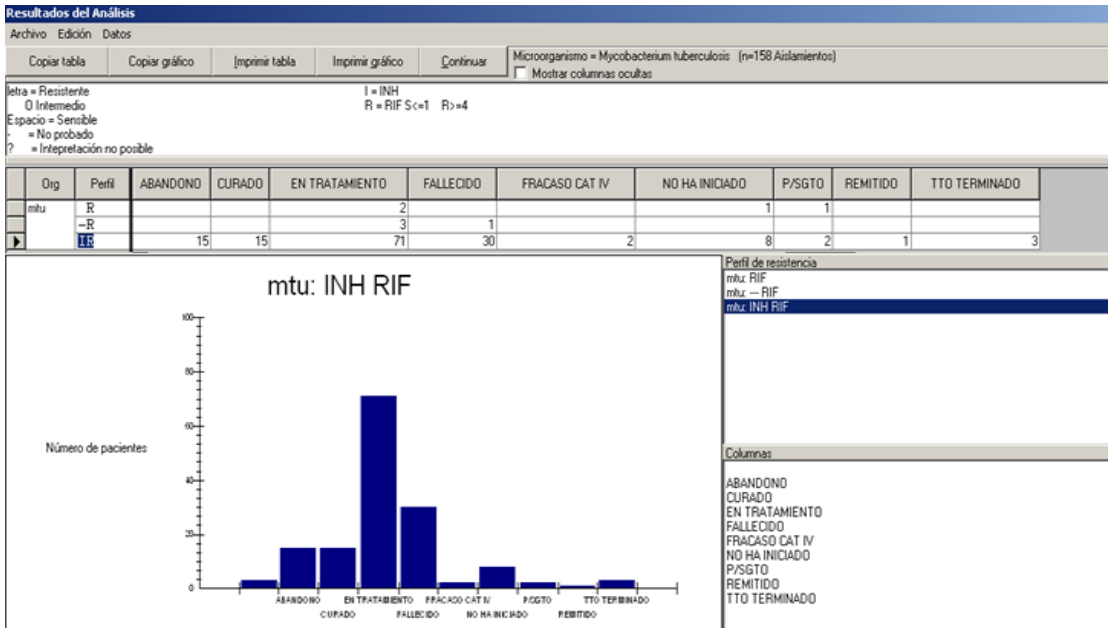 Resultados del Análisis
Archivo Edición Datos
Copiar tabla Copiar gráfico Imprimir tabla Imprimir gráfico Continuar Microorganismo = Mycobacterium tuberculosis (n=158 Aislamientos)
Mostrar columnas ocultas
letra = Resistente I = INH
O Intermedio R = RIF S<=1 R>=4
Espacio = Sensible
- = No probado
? = Intepretación no posible
Org Perfil ABANDONO CURADO EN TRATAMIENTO FALLECIDO FRACASO CAT IV NO HA INICIADO P/SGTO REMITIDO TTO TERMINADO
mtu R 2 1 1
-R 3 1
IR 15 15 71 30 2 8 2 1 3
mtu: INH RIF
100
80
60
40
20
0
Número de pacientes
ABANDONO EN TRATAMIENTO FRACASO CAT IV P/SGTO TTO TERMINADO
CURADO FALLECIDO NO HA INICIADO REMITIDO
Perfil de resistencia
mtu: RIF
mtu: -- RIF
mtu: INH RIF
Columnas
ABANDONO
CURADO
EN TRATAMIENTO
FALLECIDO
FRACASO CAT IV
NO HA INICIADO
P/SGTO
REMITIDO
TTO TERMINADO